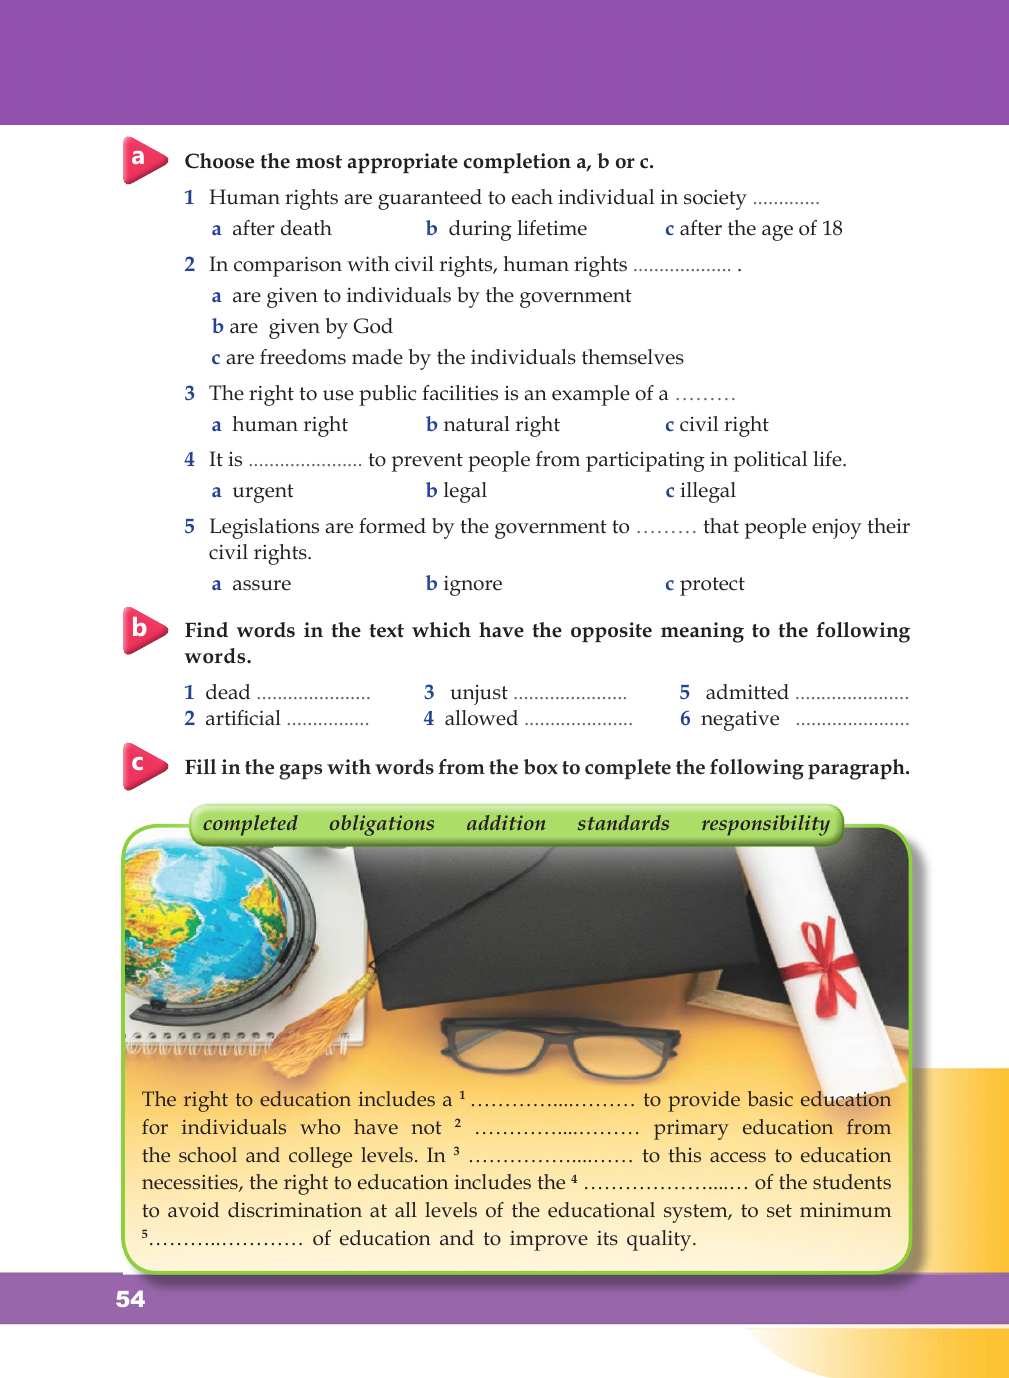 a Choose the most appropriate completion a, b or c.
1 Human rights are guaranteed to each individual in society .............
a after death b during lifetime c after the age of 18
2 In comparison with civil rights, human rights ................... .
a are given to individuals by the government
b are given by God
c are freedoms made by the individuals themselves
3 The right to use public facilities is an example of a ………
a human right b natural right c civil right
4 It is ...................... to prevent people from participating in political life.
a urgent b legal c illegal
5 Legislations are formed by the government to ……… that people enjoy their
civil rights.
a assure b ignore c protect
b Find words in the text which have the opposite meaning to the following
words.
1 dead ...................... 3 unjust ...................... 5 admitted ......................
2 artificial ................ 4 allowed ..................... 6 negative ......................
c Fill in the gaps with words from the box to complete the following paragraph.
completed obligations addition standards responsibility
The right to education includes a ¹ …………....……… to provide basic education
for individuals who have not ² …………....……… primary education from
the school and college levels. In ³ ……………....…… to this access to education
necessities, the right to education includes the ⁴ ………………....… of the students
to avoid discrimination at all levels of the educational system, to set minimum
⁵………..………… of education and to improve its quality.
54